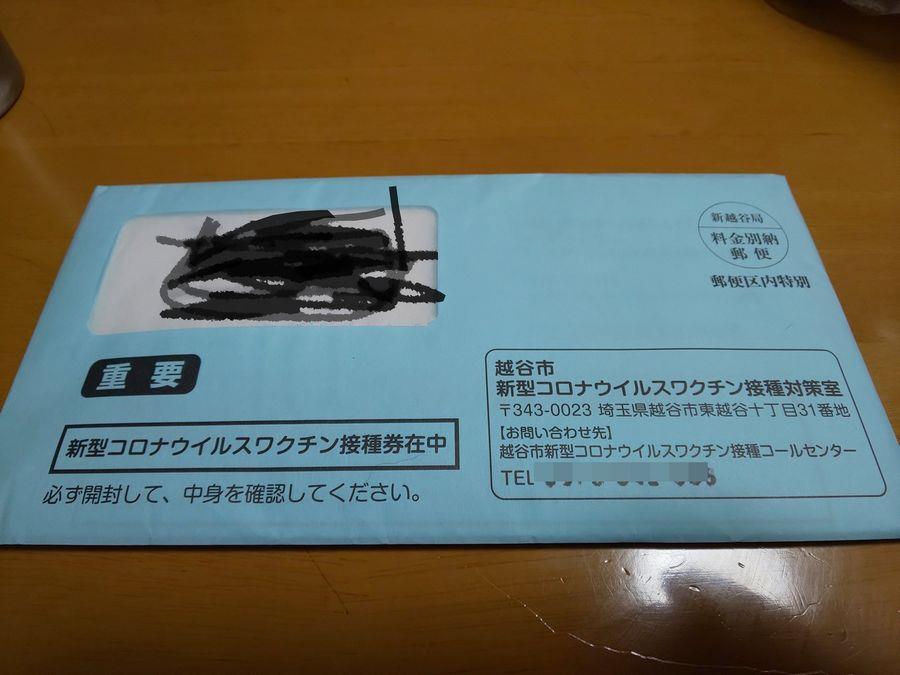 新越谷局
料金別納
郵便
郵便区内特別
重要
新型コロナウイルスワクチン接種券在中
必ず開封して、中身を確認してください。
越谷市
新型コロナウイルスワクチン接種対策室
〒343-0023 埼玉県越谷市東越谷十丁目31番地
【お問い合わせ先】
越谷市新型コロナウイルスワクチン接種コールセンター
TEL